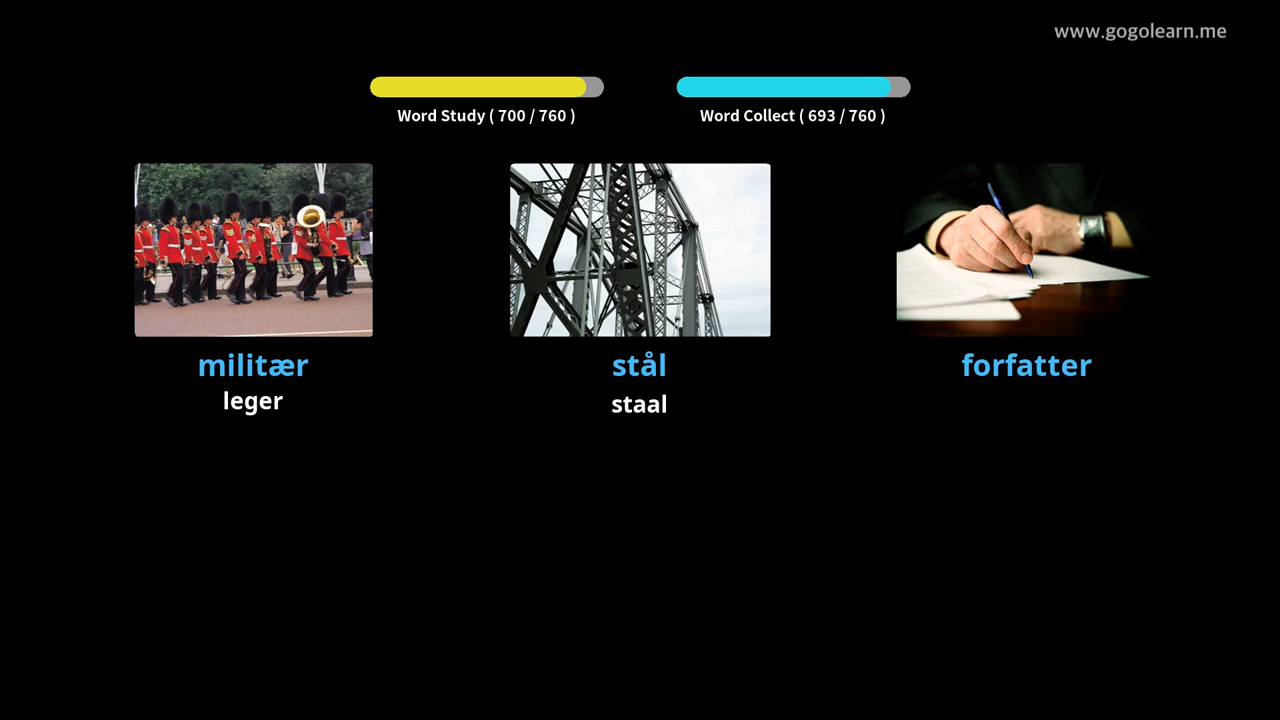 www.gogolearn.me
Word Study ( 700 / 760 )
Word Collect ( 693 / 760 )
militær
leger
stål
staal
forfatter